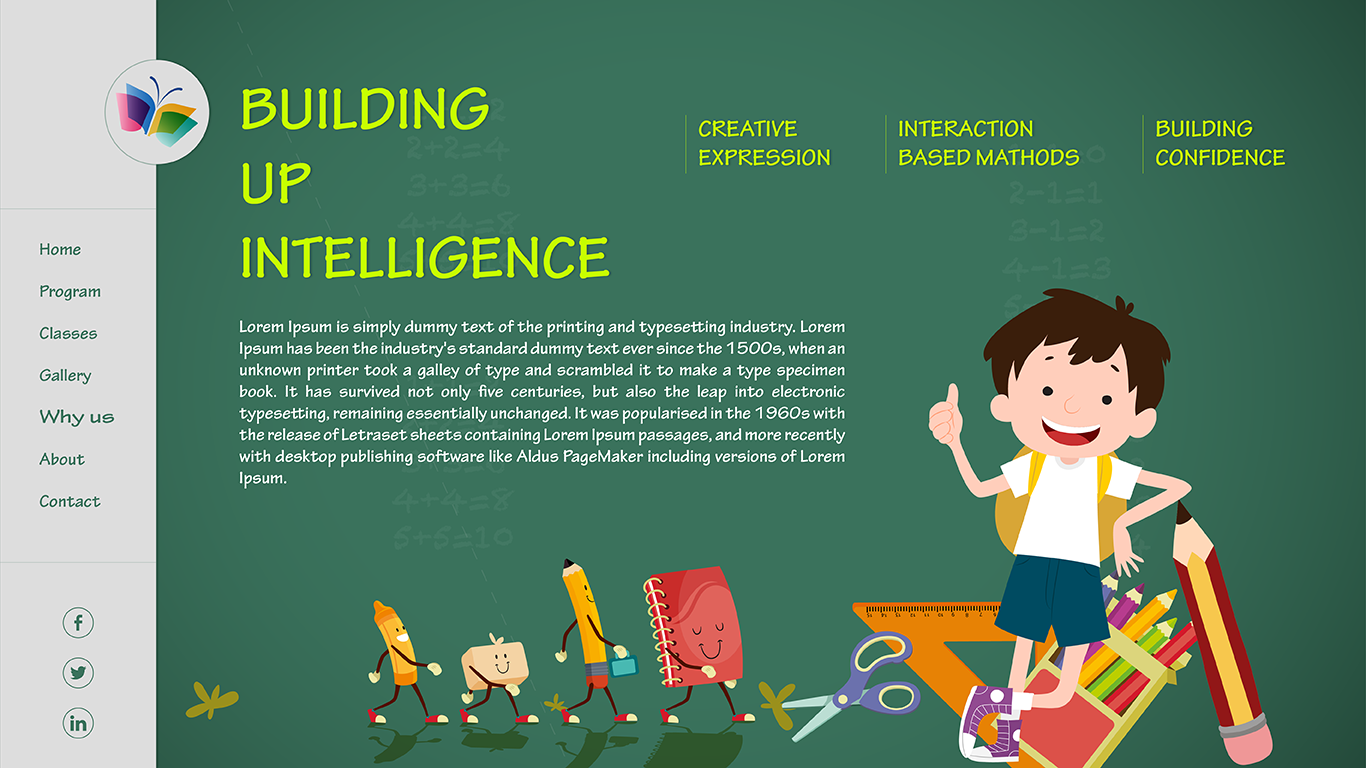 BUILDING
UP
INTELLIGENCE
CREATIVE
EXPRESSION
INTERACTION
BASED MATHODS
BUILDING
CONFIDENCE
Home
Program
Classes
Gallery
Why us
About
Contact
Lorem Ipsum is simply dummy text of the printing and typesetting industry. Lorem
Ipsum has been the industry's standard dummy text ever since the 1500s, when an
unknown printer took a galley of type and scrambled it to make a type specimen
book. It has survived not only five centuries, but also the leap into electronic
typesetting, remaining essentially unchanged. It was popularised in the 1960s with
the release of Letraset sheets containing Lorem Ipsum passages, and more recently
with desktop publishing software like Aldus PageMaker including versions of Lorem
Ipsum.
2+2=4
3+3=6
4+4=8
2-1=1
3-1=2
4-1=3
4+4=8
5+5=10
f
in